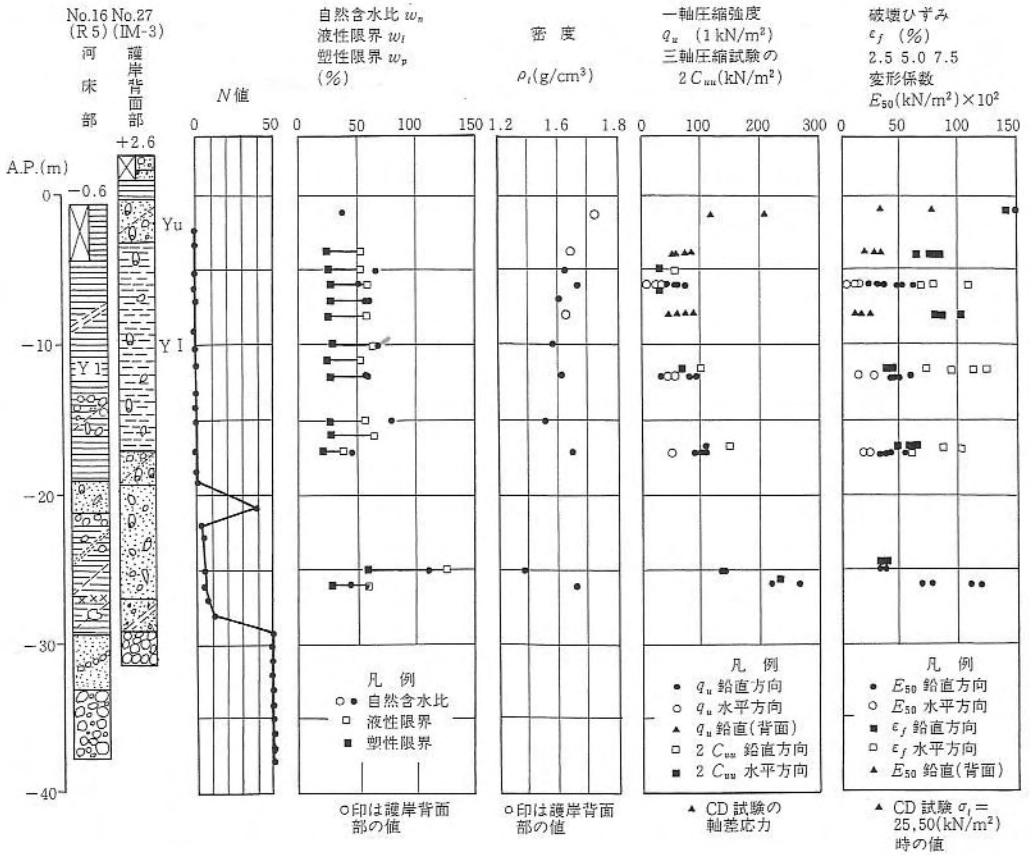 No.16 No.27
(R5) (IM-3)
河床部
護岸背面部
+2.6
A.P.(m)
-0.6
Yu
Y1
Y1
0
-10
-20
-30
-40
N値
0 50
自然含水比 wn
液性限界 wl
塑性限界 wp
(%)
0 50 100 150
凡例
○ ● 自然含水比
□ 液性限界
■ 塑性限界
○印は護岸背面
部の値
密度
ρt(g/cm³)
1.2 1.6 1.8
○印は護岸背面
部の値
一軸圧縮強度
qu (1kN/m²)
三軸圧縮試験の
2Cuu(kN/m²)
0 100 200 300
凡例
● qu 鉛直方向
○ qu 水平方向
▲ qu 鉛直(背面)
□ 2Cuu 鉛直方向
■ 2Cuu 水平方向
▲ CD試験の
軸差応力
破壊ひずみ
εf (%)
2.5 5.0 7.5
変形係数
E50(kN/m²)×10²
0 50 100 150
凡例
● E50 鉛直方向
○ E50 水平方向
■ εf 鉛直方向
□ εf 水平方向
▲ E50 鉛直(背面)
▲ CD試験 σt=
25,50(kN/m²)
時の値